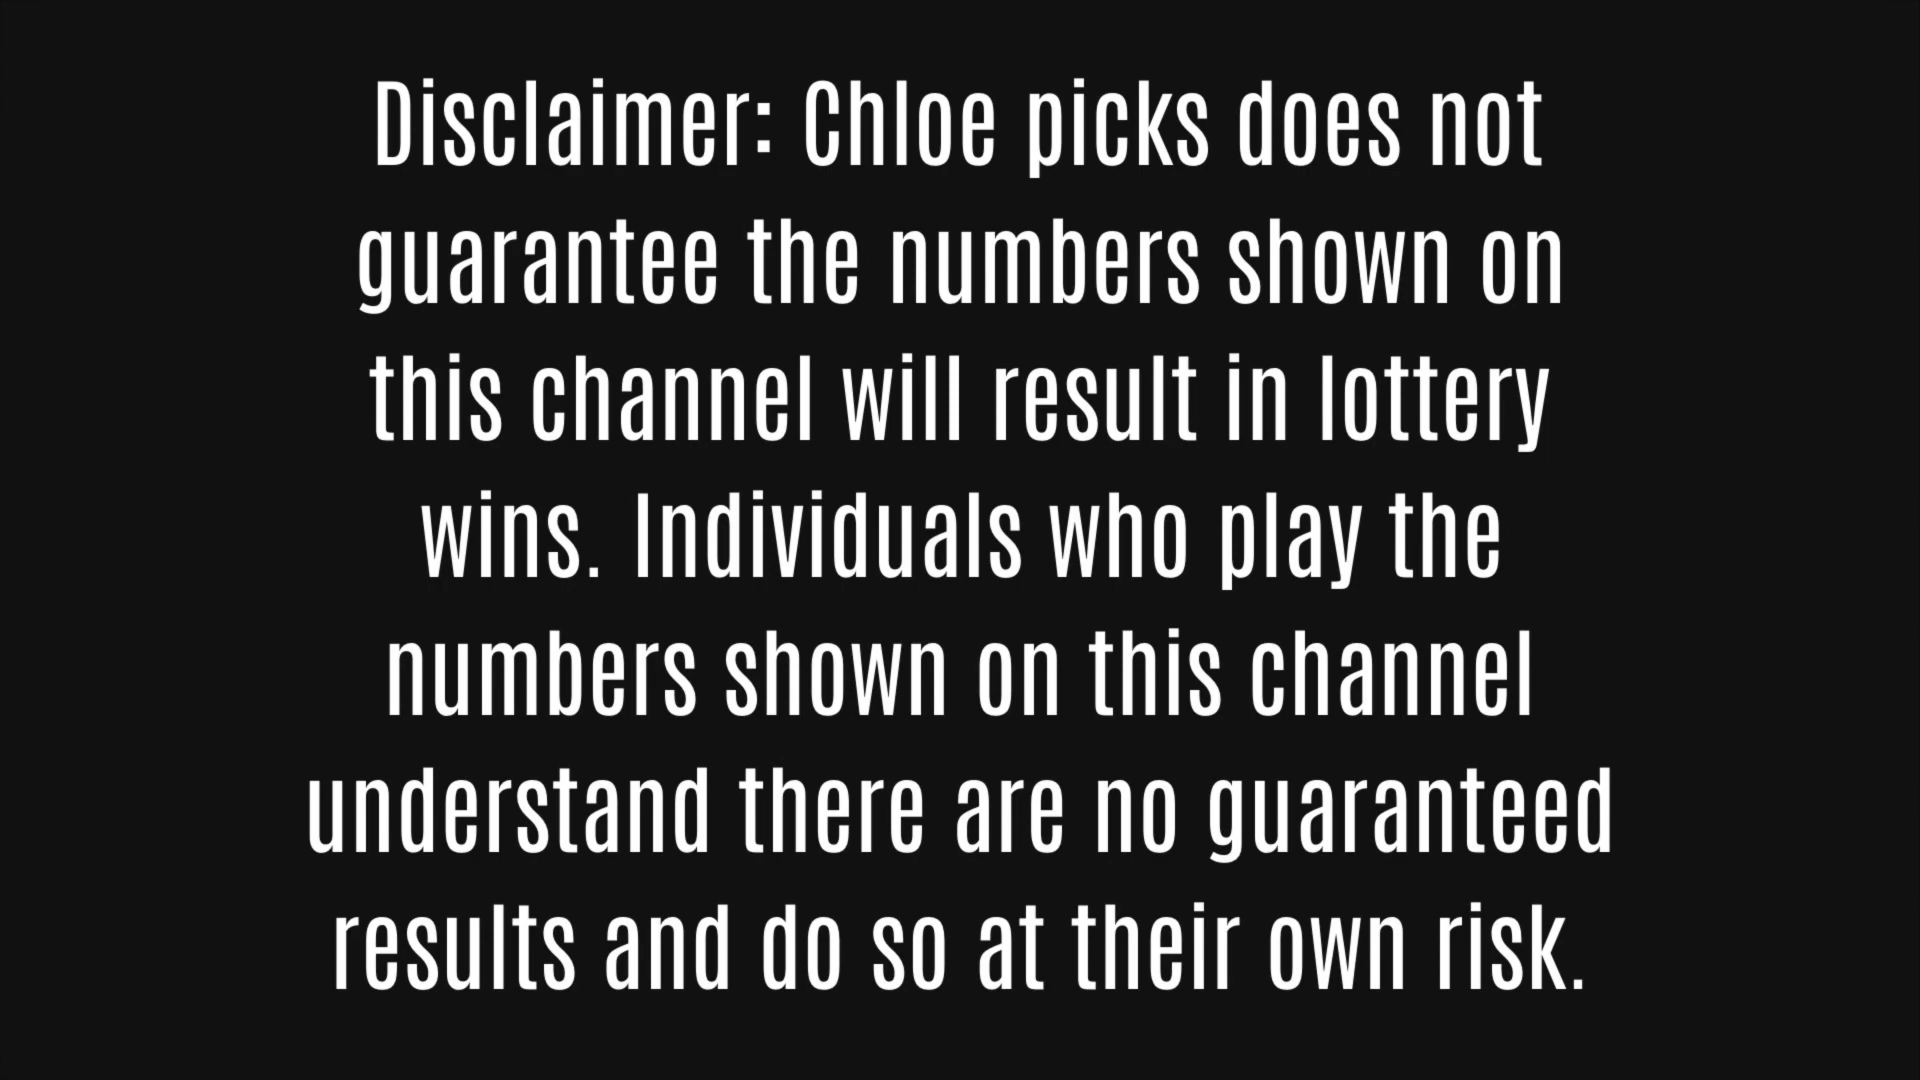 Disclaimer: Chloe picks does not
guarantee the numbers shown on
this channel will result in lottery
wins. Individuals who play the
numbers shown on this channel
understand there are no guaranteed
results and do so at their own risk.